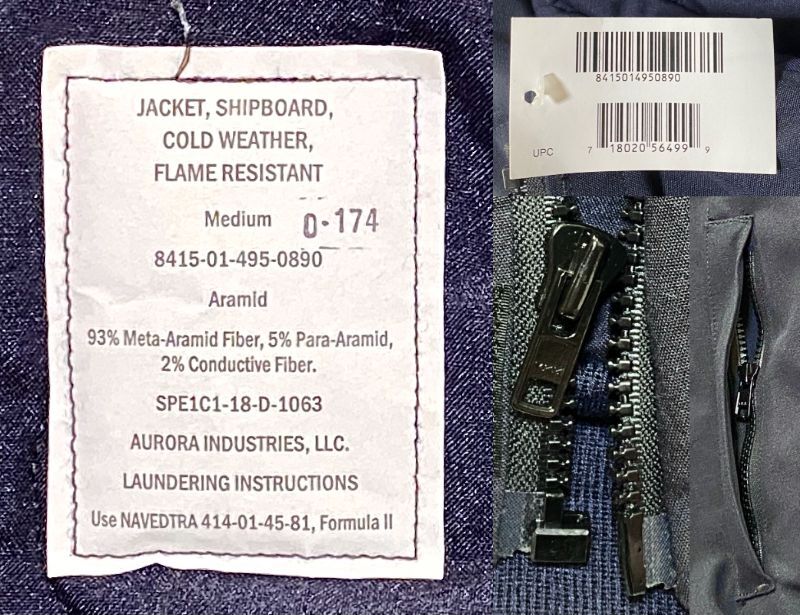 JACKET, SHIPBOARD,
COLD WEATHER,
FLAME RESISTANT
Medium 0-174
8415-01-495-0890
Aramid
93% Meta-Aramid Fiber, 5% Para-Aramid,
2% Conductive Fiber.
SPE1C1-18-D-1063
AURORA INDUSTRIES, LLC.
LAUNDERING INSTRUCTIONS
Use NAVEDTRA 414-01-45-81, Formula II
8415014950890
UPC 7 18020 56499 9